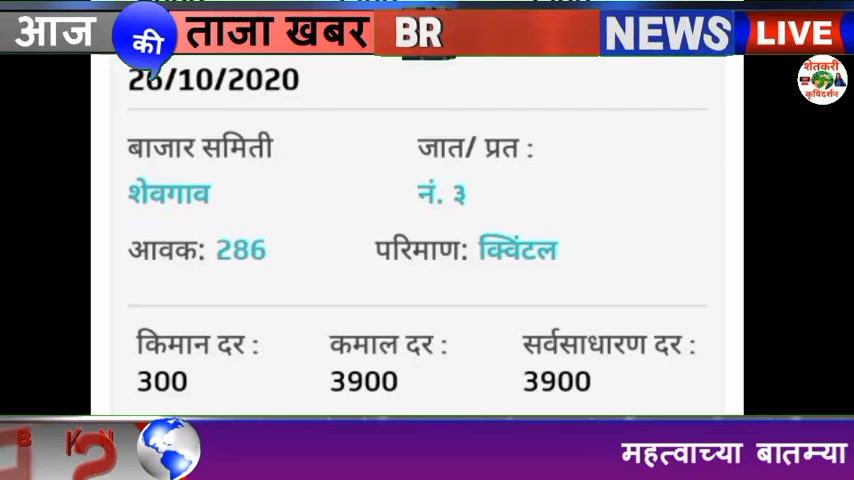 आज की ताजा खबर BR NEWS LIVE
शेतकरी
कृषिदर्शन
26/10/2020
बाजार समिती जात/ प्रत :
शेवगाव नं. ३
आवक: 286 परिमाण: क्विंटल
किमान दर : कमाल दर : सर्वसाधारण दर :
300 3900 3900
महत्वाच्या बातम्या